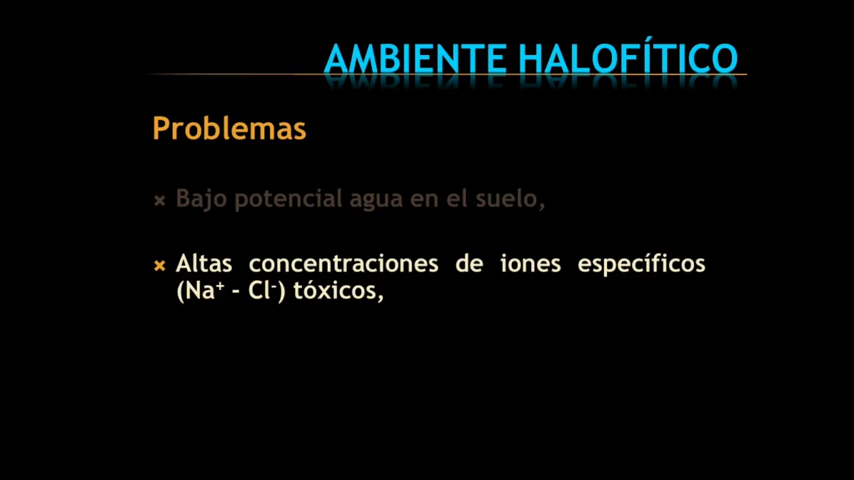 AMBIENTE HALOFÍTICO
Problemas
× Bajo potencial agua en el suelo,
× Altas concentraciones de iones específicos
(Na⁺ - Cl⁻) tóxicos,